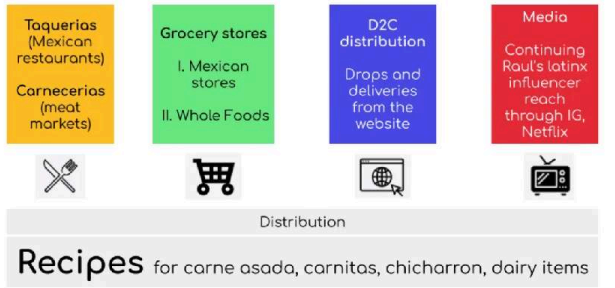 Taquerias
(Mexican
restaurants)
Carnecerias
(meat
markets)
Grocery stores
I. Mexican
stores
II. Whole Foods
D2C
distribution
Drops and
deliveries
from the
website
Media
Continuing
Raul's latinx
influencer
reach
through IG,
Netflix
Distribution
Recipes for carne asada, carnitas, chicharron, dairy items